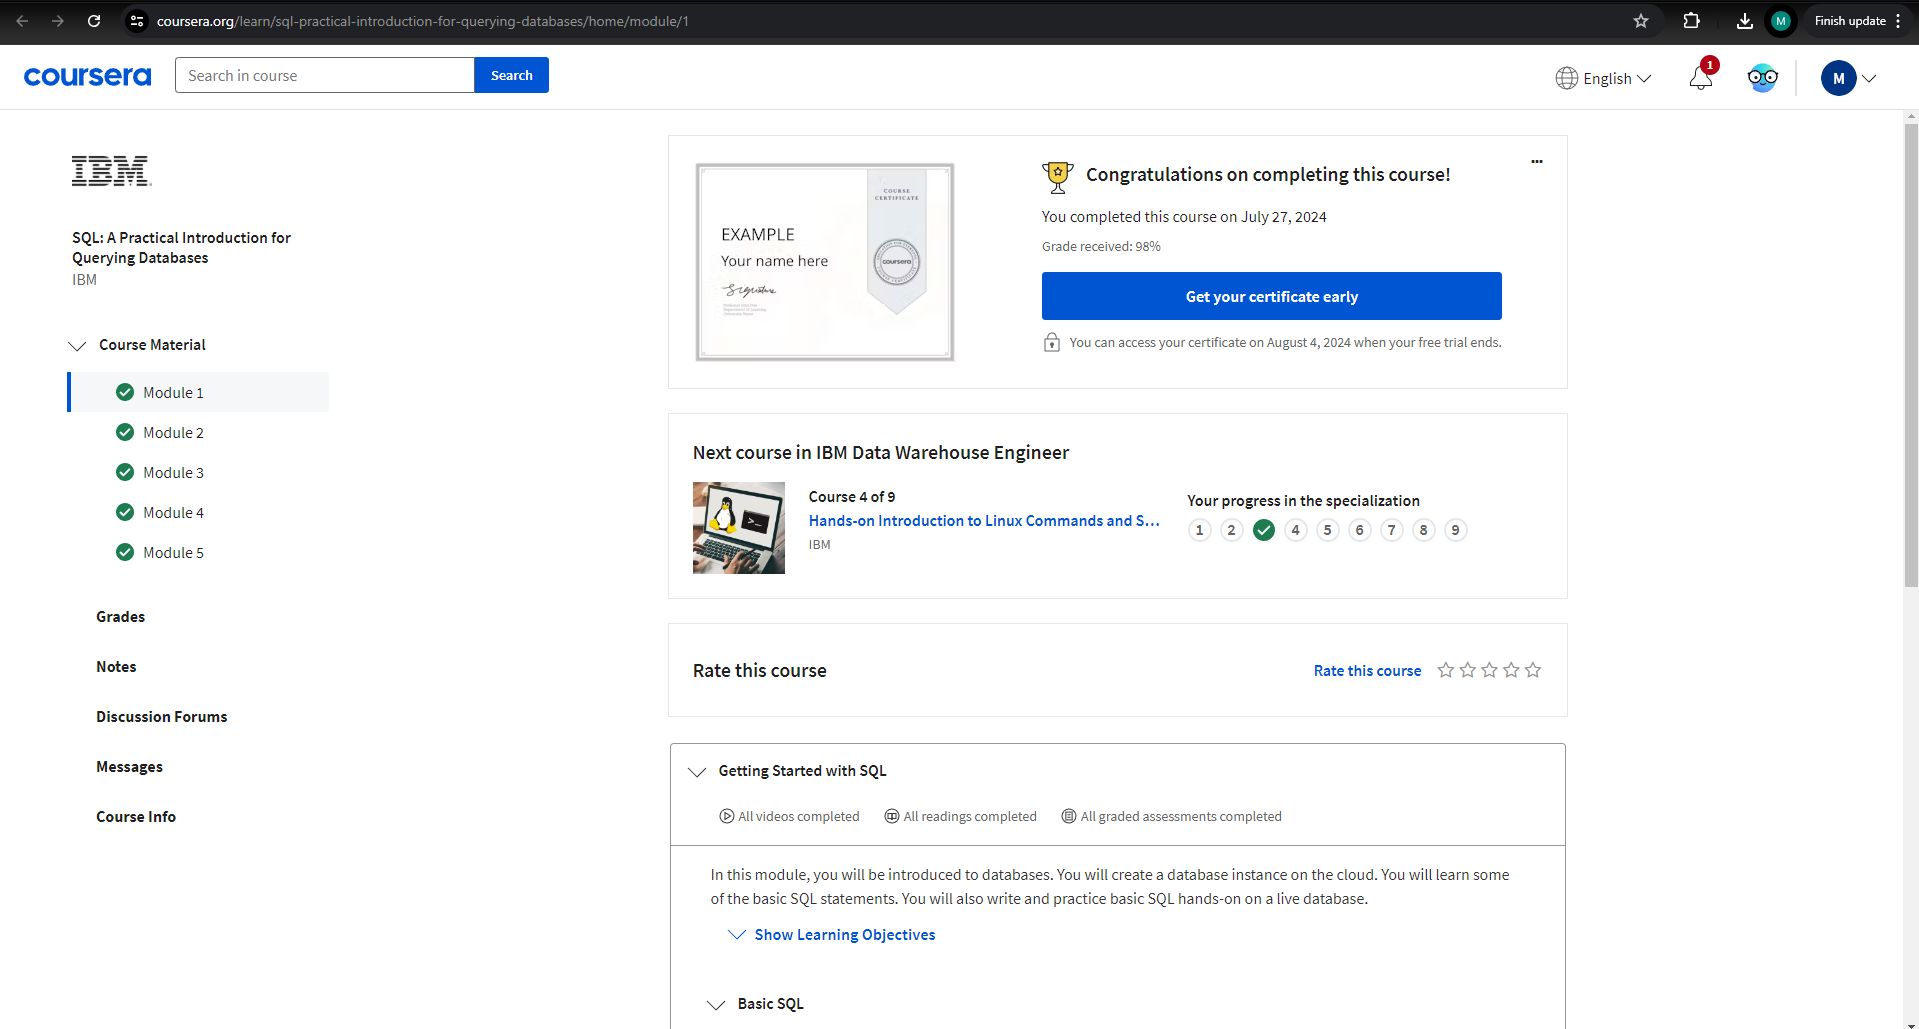 coursera.org/learn/sql-practical-introduction-for-querying-databases/home/module/1
M
Finish update
coursera
Search in course
Search
English
1
M
IBM
SQL: A Practical Introduction for
Querying Databases
IBM
Course Material
Module 1
Module 2
Module 3
Module 4
Module 5
Grades
Notes
Discussion Forums
Messages
Course Info
COURSE
CERTIFICATE
EXAMPLE
Your name here
Signature
coursera
Congratulations on completing this course!
You completed this course on July 27, 2024
Grade received: 98%
Get your certificate early
You can access your certificate on August 4, 2024 when your free trial ends.
Next course in IBM Data Warehouse Engineer
Course 4 of 9
Hands-on Introduction to Linux Commands and S...
IBM
Your progress in the specialization
1 2 4 5 6 7 8 9
Rate this course
Rate this course
Getting Started with SQL
All videos completed
All readings completed
All graded assessments completed
In this module, you will be introduced to databases. You will create a database instance on the cloud. You will learn some
of the basic SQL statements. You will also write and practice basic SQL hands-on on a live database.
Show Learning Objectives
Basic SQL